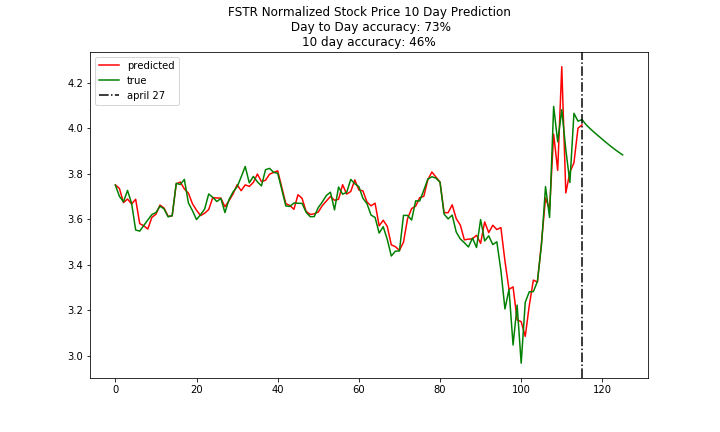 FSTR Normalized Stock Price 10 Day Prediction
Day to Day accuracy: 73%
10 day accuracy: 46%
predicted
true
april 27
4.2
4.0
3.8
3.6
3.4
3.2
3.0
0 20 40 60 80 100 120